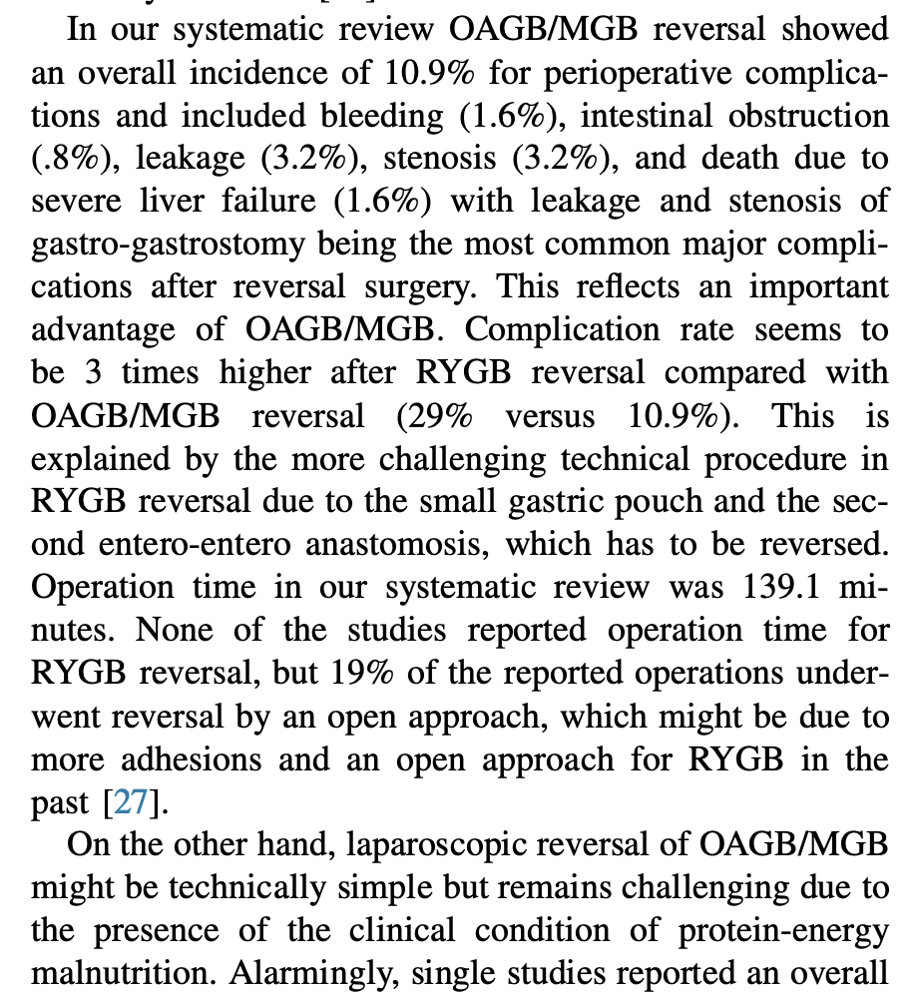 In our systematic review OAGB/MGB reversal showed
an overall incidence of 10.9% for perioperative complica-
tions and included bleeding (1.6%), intestinal obstruction
(.8%), leakage (3.2%), stenosis (3.2%), and death due to
severe liver failure (1.6%) with leakage and stenosis of
gastro-gastrostomy being the most common major compli-
cations after reversal surgery. This reflects an important
advantage of OAGB/MGB. Complication rate seems to
be 3 times higher after RYGB reversal compared with
OAGB/MGB reversal (29% versus 10.9%). This is
explained by the more challenging technical procedure in
RYGB reversal due to the small gastric pouch and the sec-
ond entero-entero anastomosis, which has to be reversed.
Operation time in our systematic review was 139.1 mi-
nutes. None of the studies reported operation time for
RYGB reversal, but 19% of the reported operations under-
went reversal by an open approach, which might be due to
more adhesions and an open approach for RYGB in the
past [27].
On the other hand, laparoscopic reversal of OAGB/MGB
might be technically simple but remains challenging due to
the presence of the clinical condition of protein-energy
malnutrition. Alarmingly, single studies reported an overall